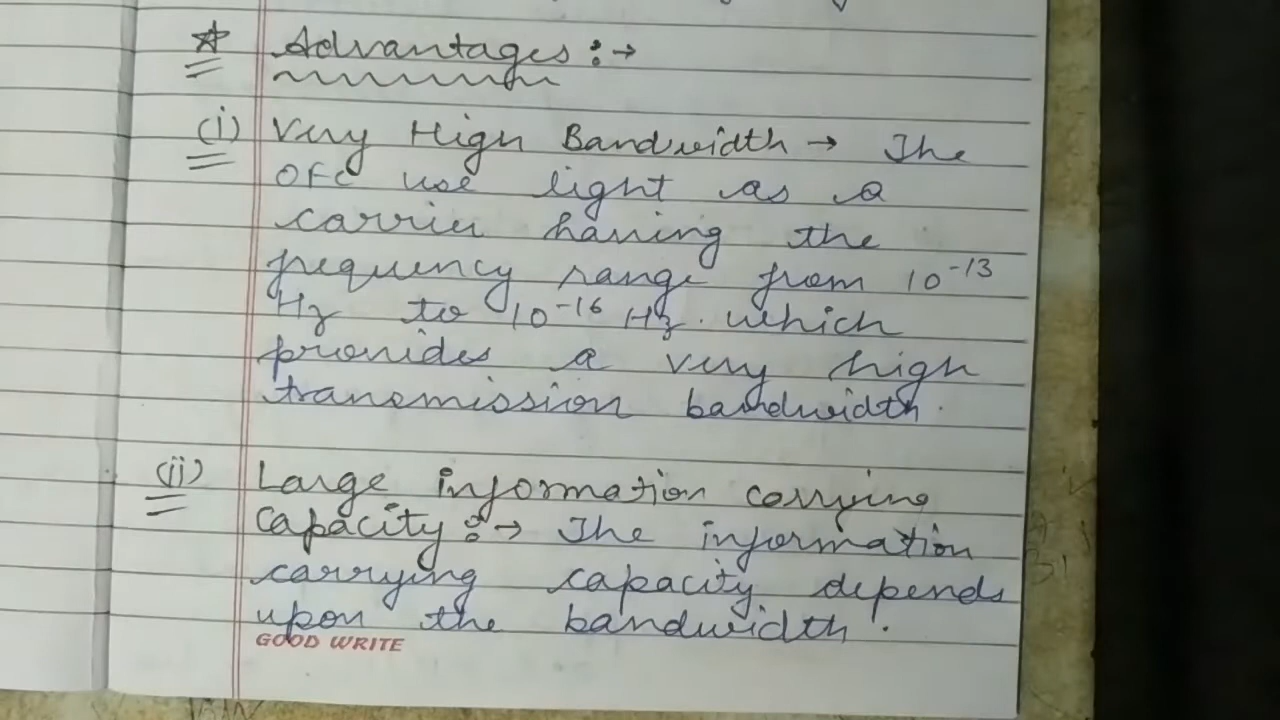 * Advantages :→
(i) Very High Bandwidth → The
OFC use light as a
carrier having the
frequency range from 10⁻¹³
Hz to 10⁻¹⁶ Hz. which
provides a very high
transmission bandwidth.
(ii) Large information carrying
capacity :→ The information
carrying capacity depends
upon the bandwidth.
GOOD WRITE